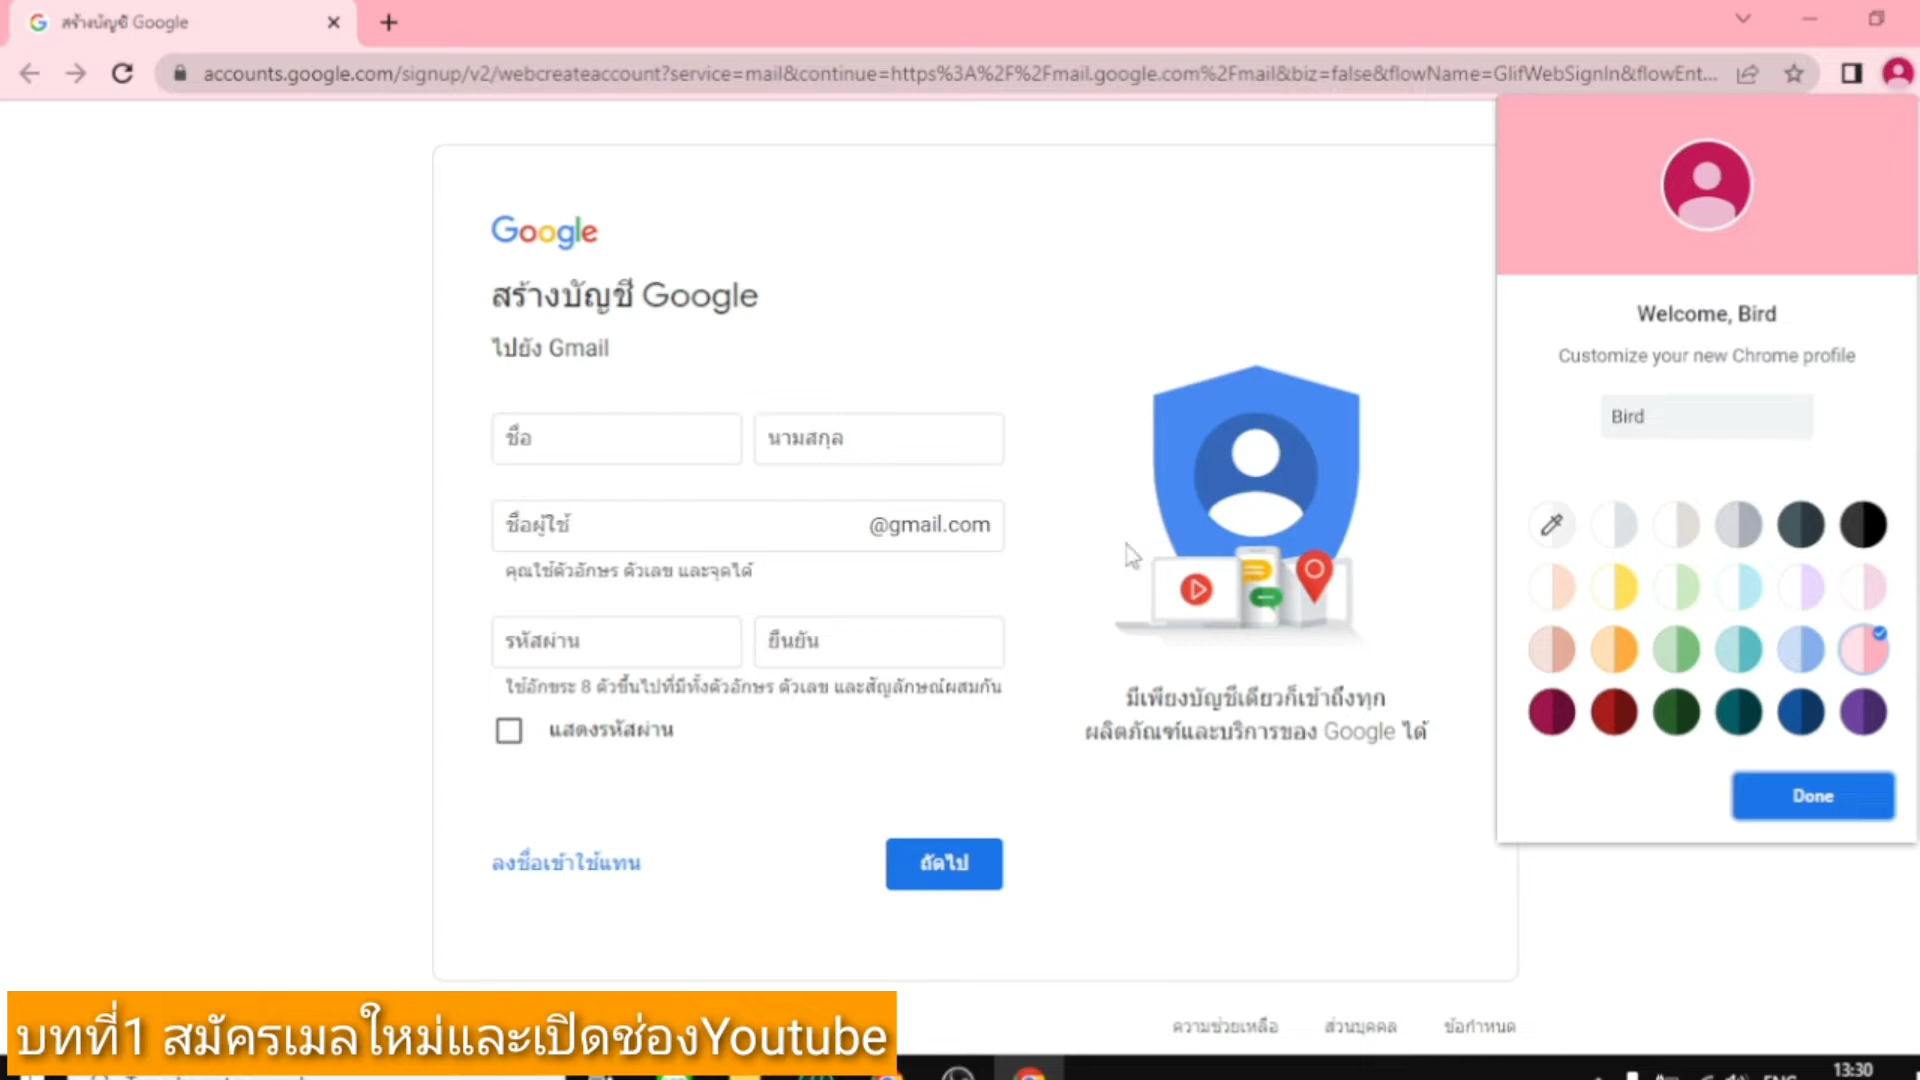 สร้างบัญชี Google
accounts.google.com/signup/v2/webcreateaccount?service=mail&continue=https%3A%2F%2Fmail.google.com%2Fmail&biz=false&flowName=GlifWebSignIn&flowEnt...
Google
สร้างบัญชี Google
ไปยัง Gmail
ชื่อ นามสกุล
ชื่อผู้ใช้ @gmail.com
คุณใช้ตัวอักษร ตัวเลข และจุดได้
รหัสผ่าน ยืนยัน
ใช้อักขระ 8 ตัวขึ้นไปที่มีทั้งตัวอักษร ตัวเลข และสัญลักษณ์ผสมกัน
แสดงรหัสผ่าน
ลงชื่อเข้าใช้แทน ถัดไป
มีเพียงบัญชีเดียวก็เข้าถึงทุก
ผลิตภัณฑ์และบริการของ Google ได้
Welcome, Bird
Customize your new Chrome profile
Bird
Done
ความช่วยเหลือ ส่วนบุคคล ข้อกำหนด
บทที่1 สมัครเมลใหม่และเปิดช่องYoutube
ENG 13:30